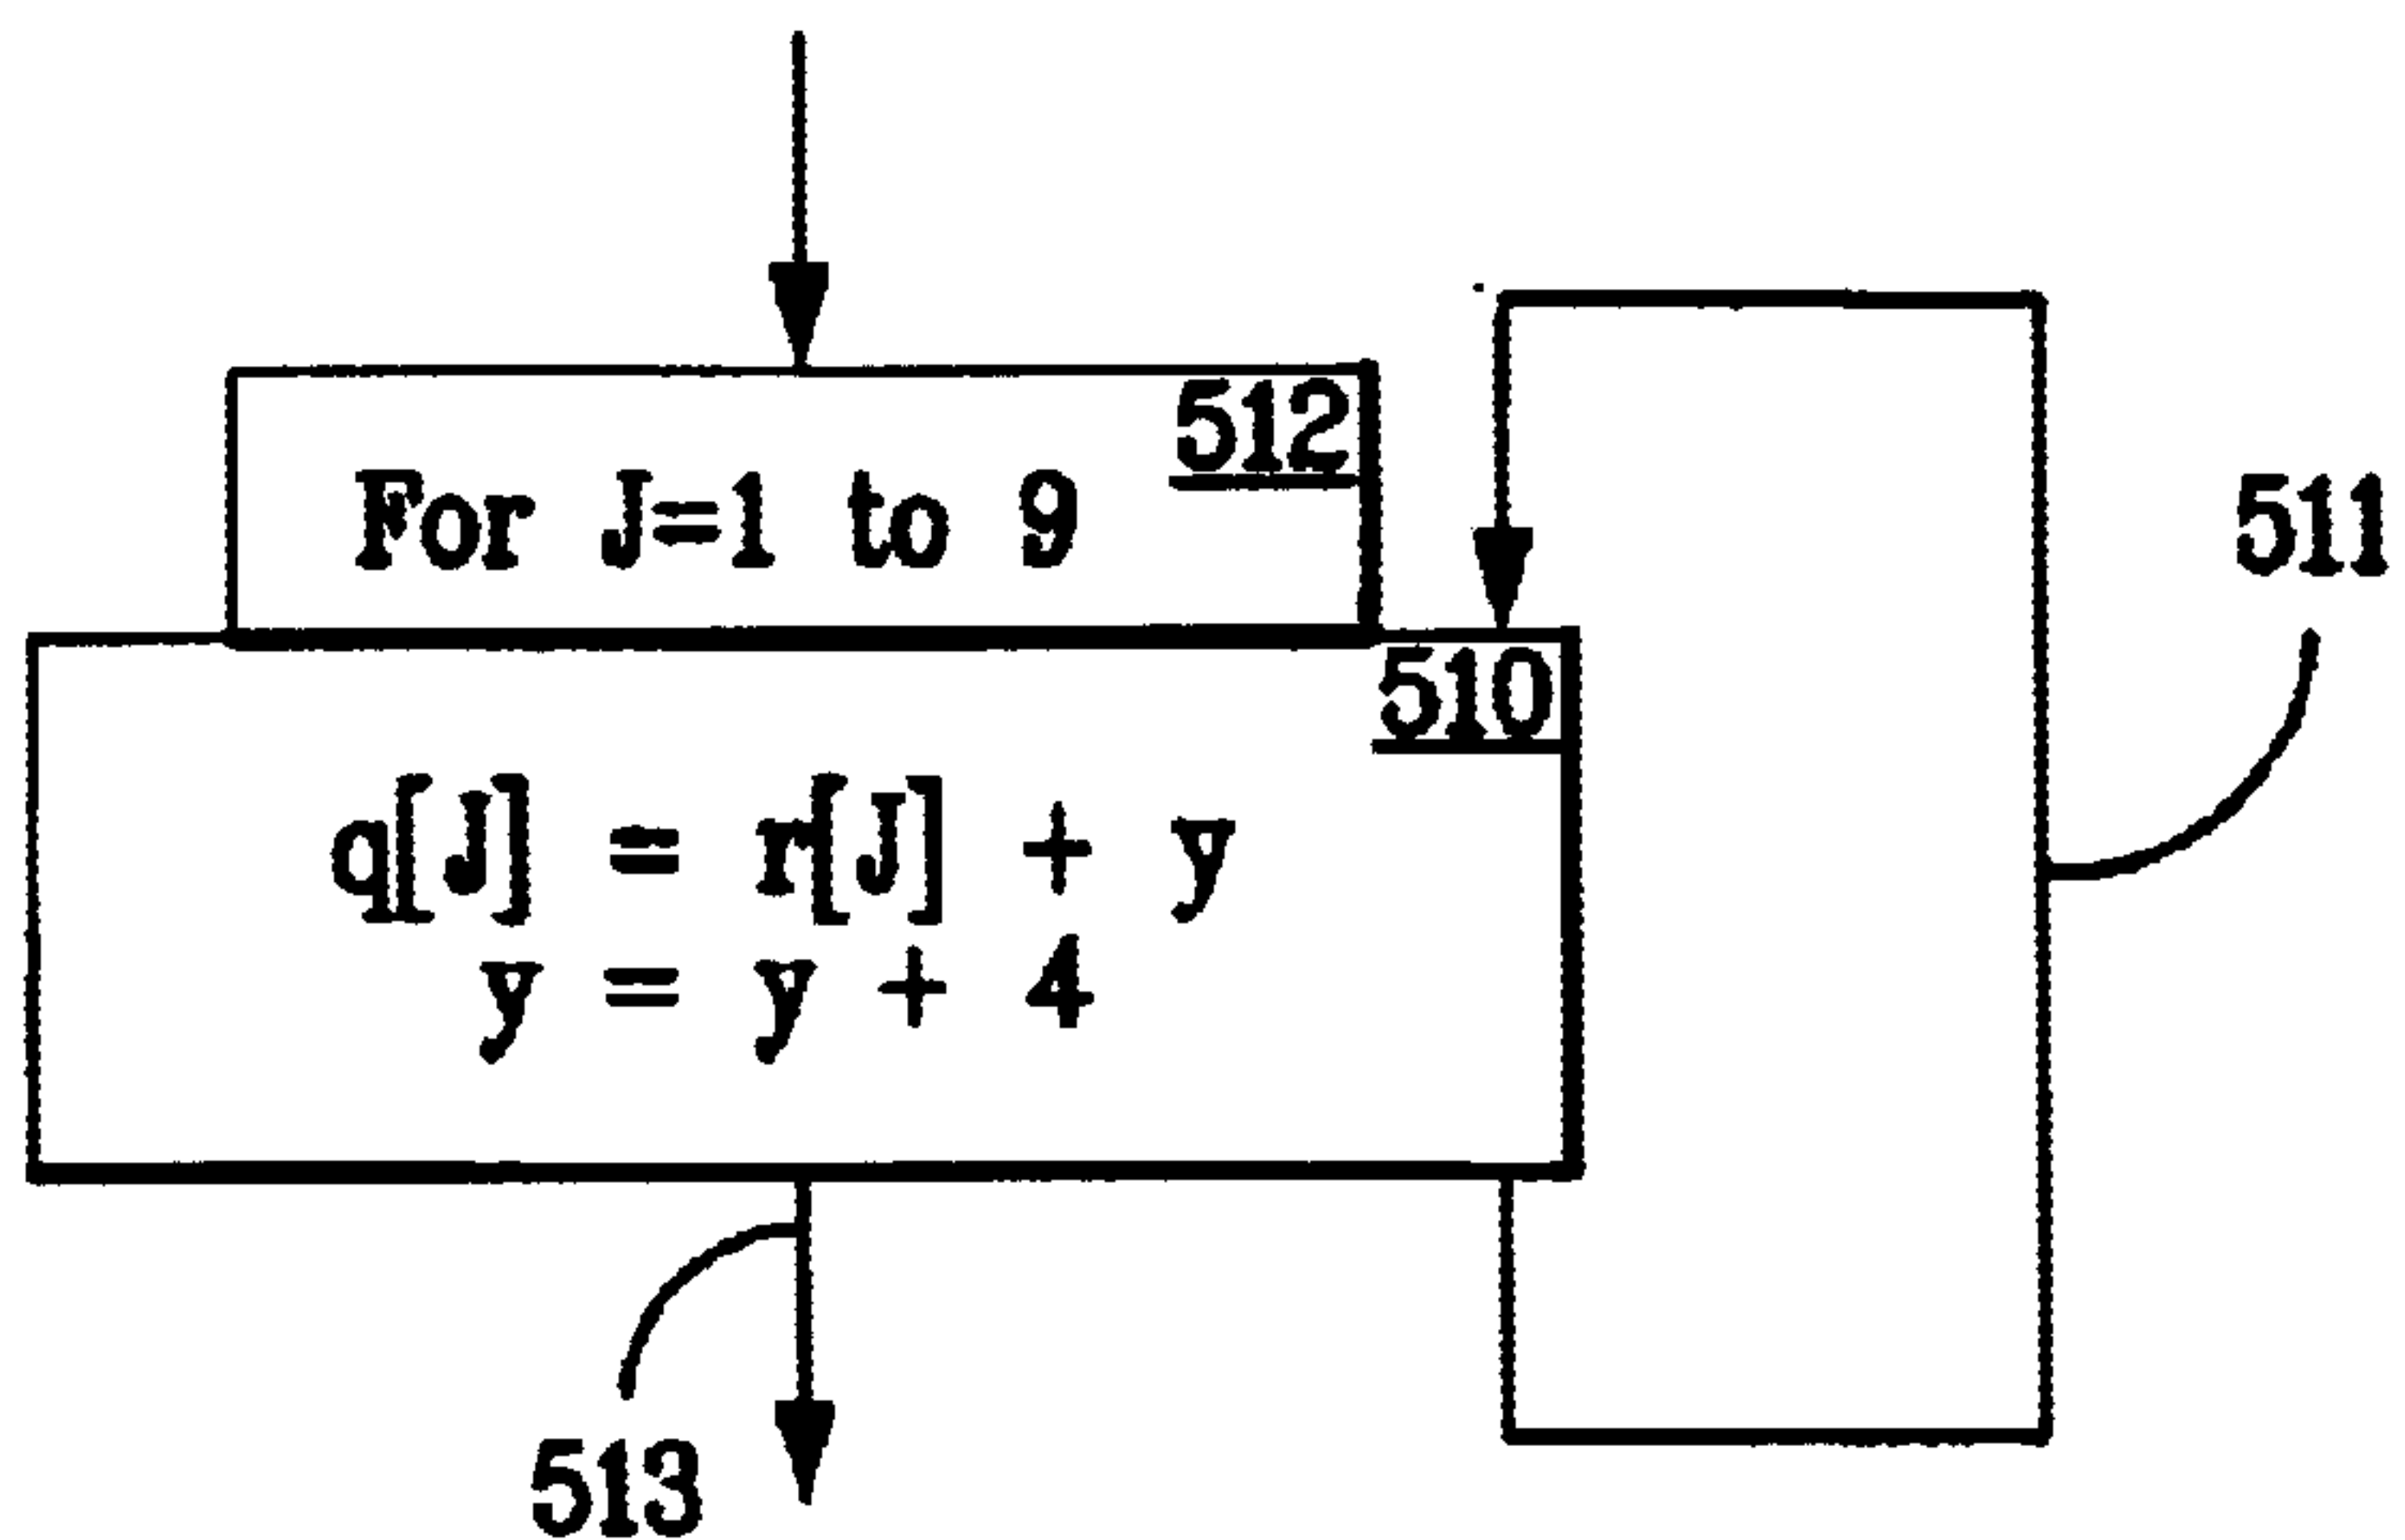 512
For J=1 to 9
511
510
q[J] = r[J] + y
y = y + 4
513